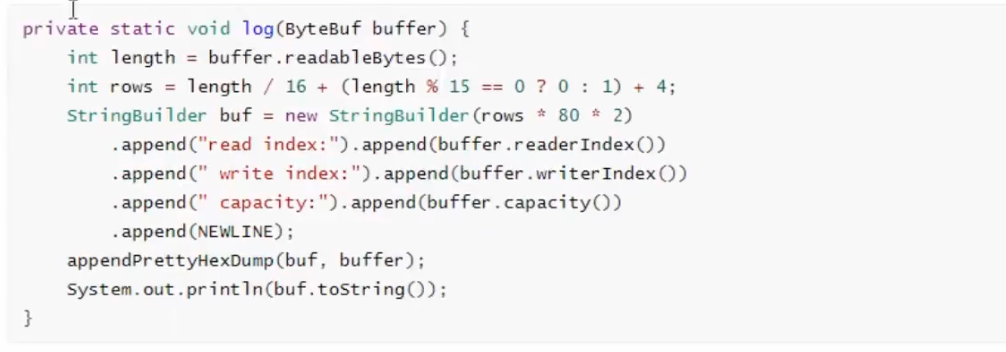 private static void log(ByteBuf buffer) {
    int length = buffer.readableBytes();
    int rows = length / 16 + (length % 15 == 0 ? 0 : 1) + 4;
    StringBuilder buf = new StringBuilder(rows * 80 * 2)
        .append("read index:").append(buffer.readerIndex())
        .append(" write index:").append(buffer.writerIndex())
        .append(" capacity:").append(buffer.capacity())
        .append(NEWLINE);
    appendPrettyHexDump(buf, buffer);
    System.out.println(buf.toString());
}